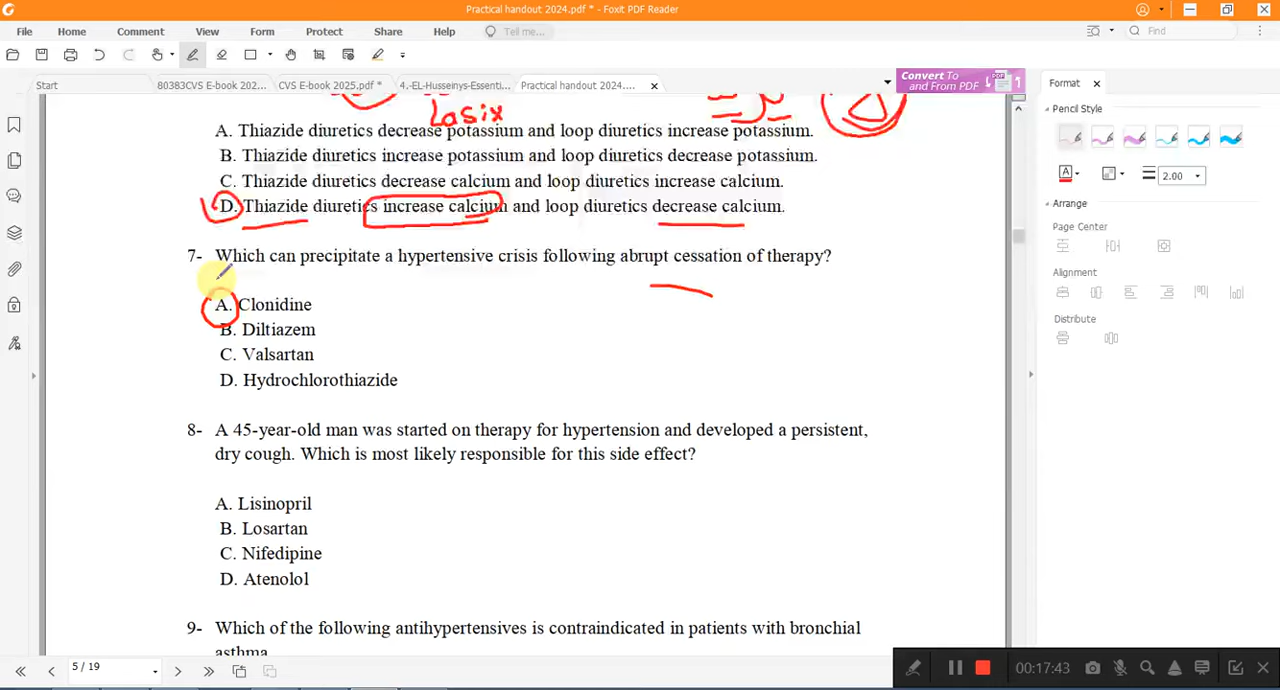 Practical handout 2024.pdf * - Foxit PDF Reader
File Home Comment View Form Protect Share Help Tell me... Find
Start 80383CVS E-book 202... CVS E-book 2025.pdf * 4.-EL-Husseinys-Essenti... Practical handout 2024....
Convert To and From PDF
Lasix
A. Thiazide diuretics decrease potassium and loop diuretics increase potassium.
B. Thiazide diuretics increase potassium and loop diuretics decrease potassium.
C. Thiazide diuretics decrease calcium and loop diuretics increase calcium.
D. Thiazide diuretics increase calcium and loop diuretics decrease calcium.
7- Which can precipitate a hypertensive crisis following abrupt cessation of therapy?
A. Clonidine
B. Diltiazem
C. Valsartan
D. Hydrochlorothiazide
8- A 45-year-old man was started on therapy for hypertension and developed a persistent,
dry cough. Which is most likely responsible for this side effect?
A. Lisinopril
B. Losartan
C. Nifedipine
D. Atenolol
9- Which of the following antihypertensives is contraindicated in patients with bronchial
asthma
Format
Pencil Style
2.00
Arrange
Page Center
Alignment
Distribute
5 / 19
00:17:43